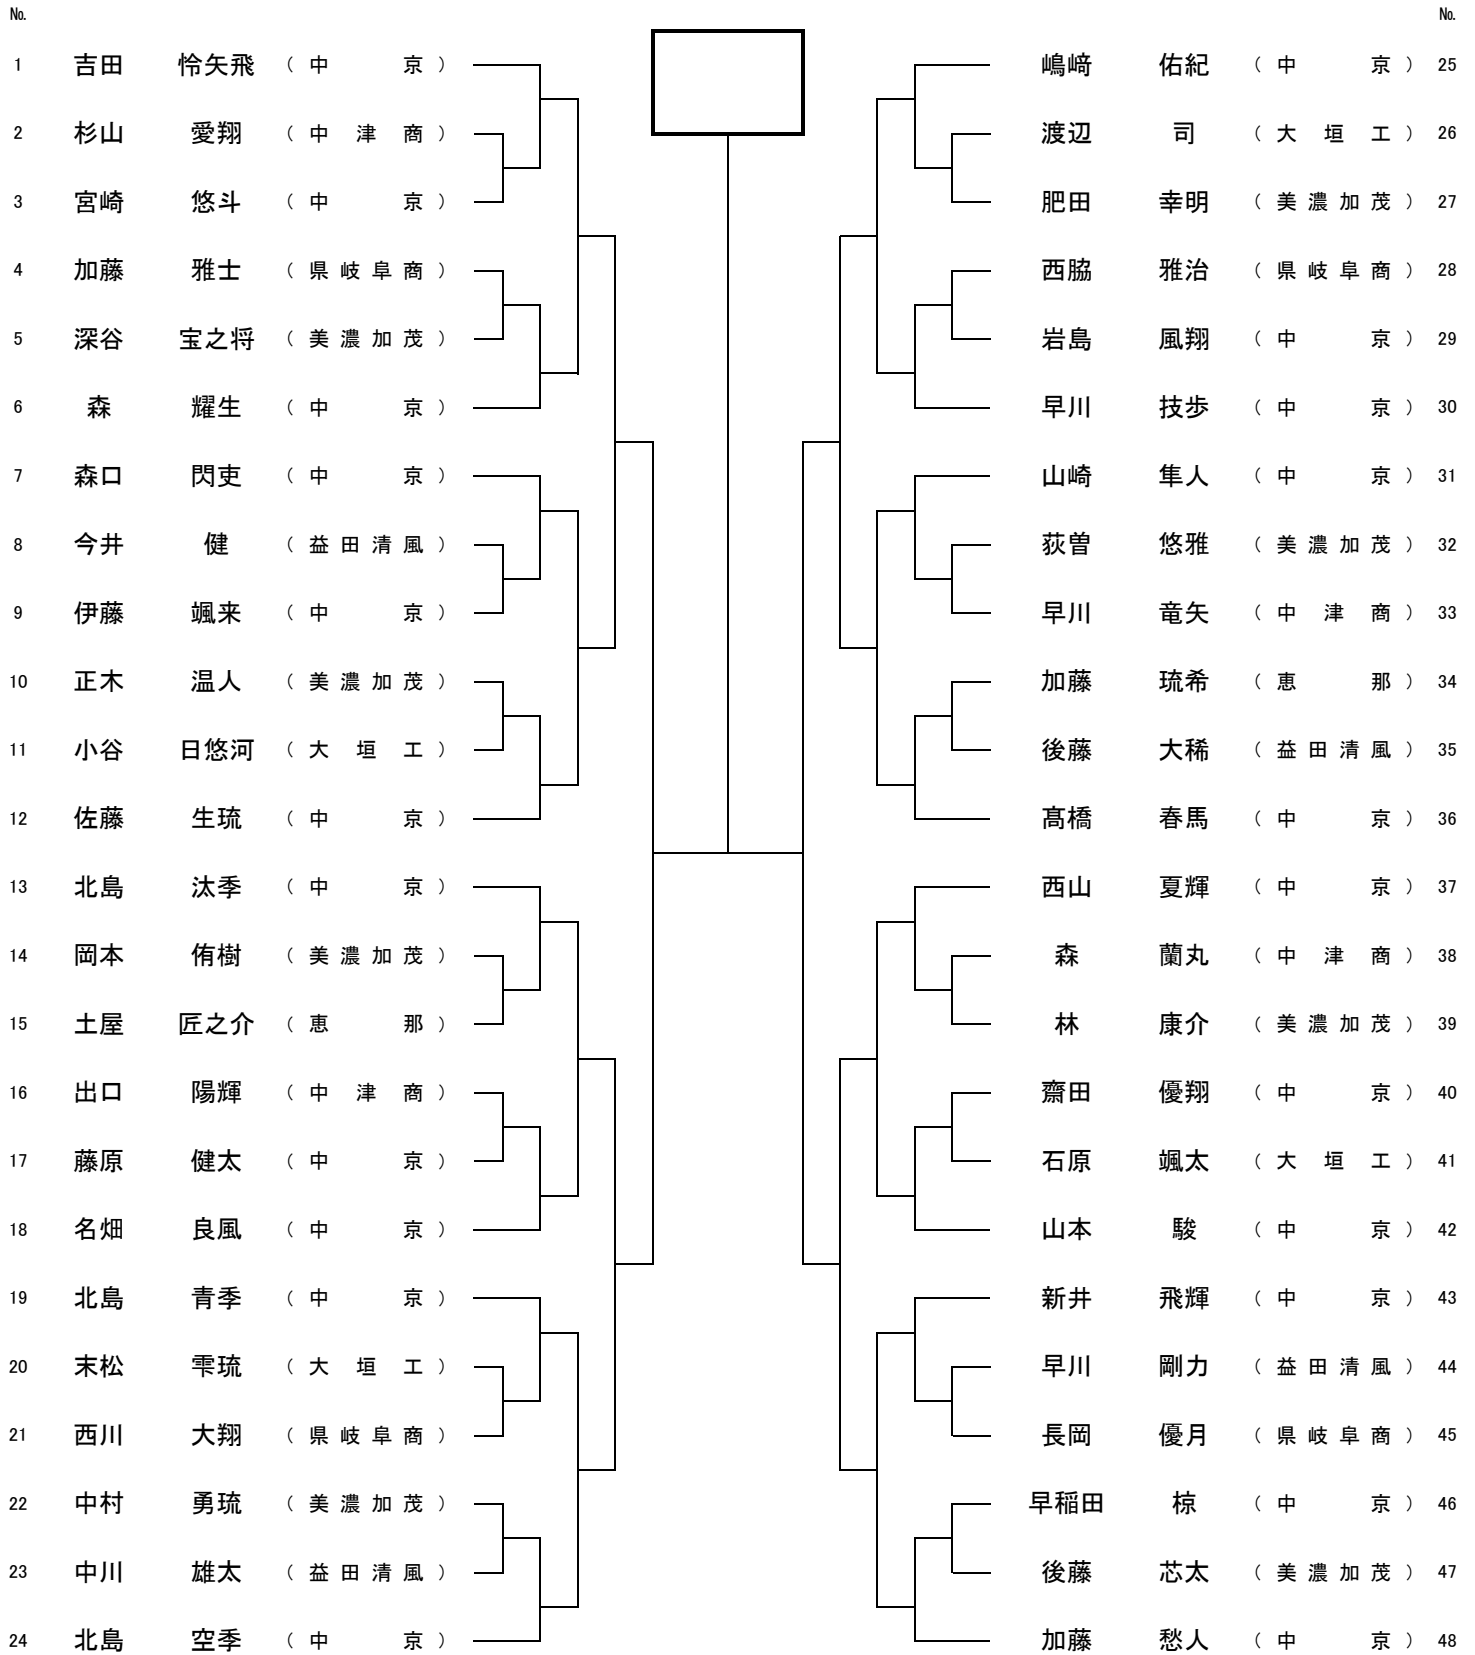 № №
1 吉田 怜矢飛 （中 京） 嶋﨑 佑紀 （中 京） 25
2 杉山 愛翔 （中 津 商） 渡辺 司 （大 垣 工） 26
3 宮崎 悠斗 （中 京） 肥田 幸明 （美濃加茂） 27
4 加藤 雅士 （県岐阜商） 西脇 雅治 （県岐阜商） 28
5 深谷 宝之将 （美濃加茂） 岩島 風翔 （中 京） 29
6 森 耀生 （中 京） 早川 技歩 （中 京） 30
7 森口 閃吏 （中 京） 山崎 隼人 （中 京） 31
8 今井 健 （益田清風） 荻曽 悠雅 （美濃加茂） 32
9 伊藤 颯来 （中 京） 早川 竜矢 （中 津 商） 33
10 正木 温人 （美濃加茂） 加藤 琉希 （恵 那） 34
11 小谷 日悠河 （大 垣 工） 後藤 大稀 （益田清風） 35
12 佐藤 生琉 （中 京） 髙橋 春馬 （中 京） 36
13 北島 汰季 （中 京） 西山 夏輝 （中 京） 37
14 岡本 侑樹 （美濃加茂） 森 蘭丸 （中 津 商） 38
15 土屋 匠之介 （恵 那） 林 康介 （美濃加茂） 39
16 出口 陽輝 （中 津 商） 齋田 優翔 （中 京） 40
17 藤原 健太 （中 京） 石原 颯太 （大 垣 工） 41
18 名畑 良風 （中 京） 山本 駿 （中 京） 42
19 北島 青季 （中 京） 新井 飛輝 （中 京） 43
20 末松 雫琉 （大 垣 工） 早川 剛力 （益田清風） 44
21 西川 大翔 （県岐阜商） 長岡 優月 （県岐阜商） 45
22 中村 勇琉 （美濃加茂） 早稲田 椋 （中 京） 46
23 中川 雄太 （益田清風） 後藤 芯太 （美濃加茂） 47
24 北島 空季 （中 京） 加藤 愁人 （中 京） 48